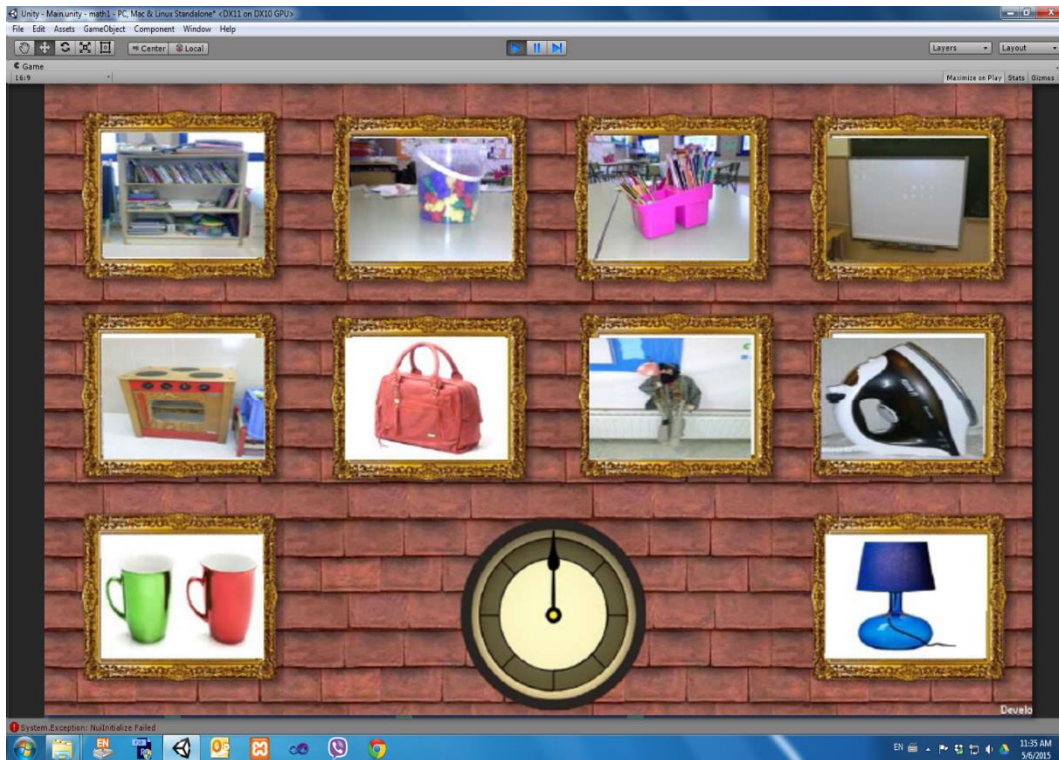 Unity - Main.unity - math1 - PC, Mac & Linux Standalone* <DX11 on DX10 GPU>
File Edit Assets GameObject Component Window Help
Center Local Layers Layout
Game
16:9 Maximize on Play Stats Gizmos
Develo
System.Exception: NuiInitialize Failed
EN EN 11:35 AM
5/6/2015